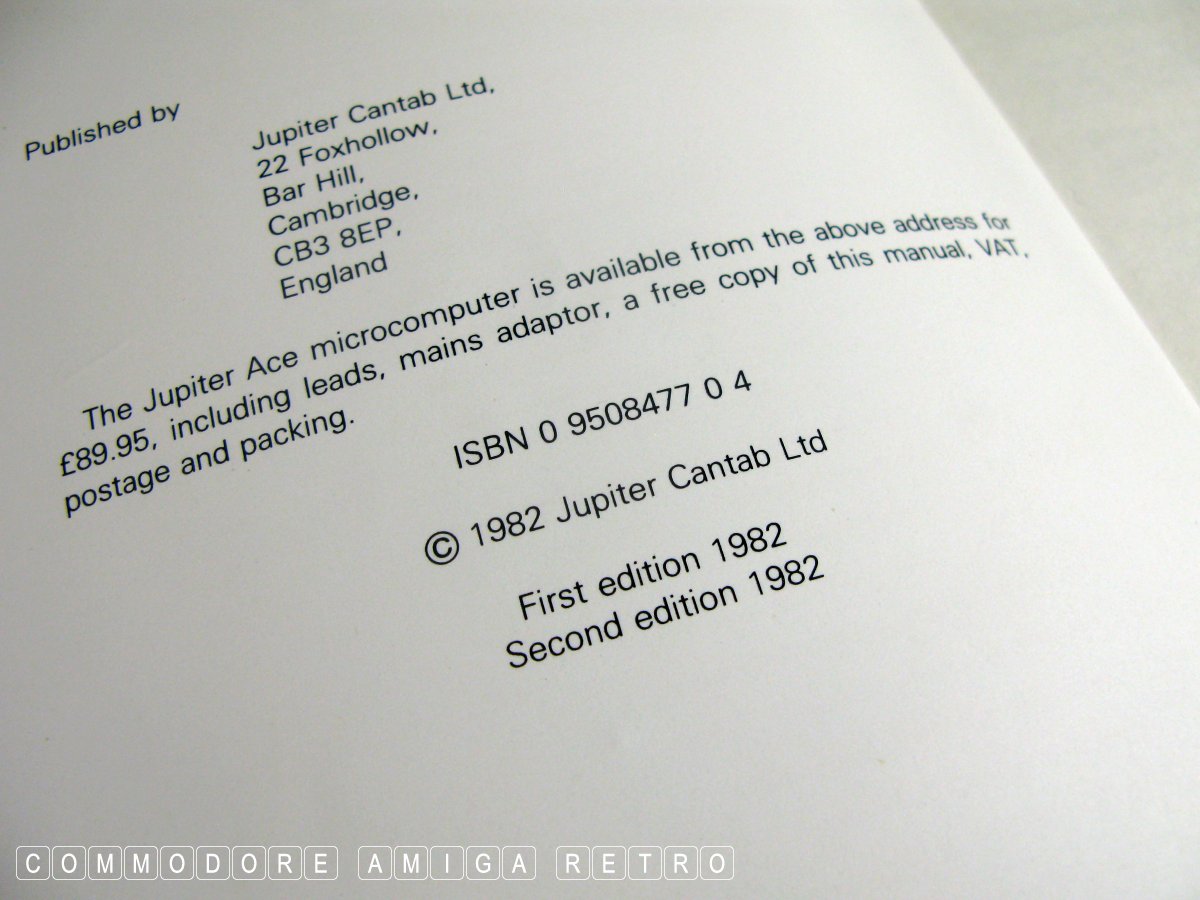 Published by
Jupiter Cantab Ltd,
22 Foxhollow,
Bar Hill,
Cambridge,
CB3 8EP,
England
The Jupiter Ace microcomputer is available from the above address for
£89.95, including leads, mains adaptor, a free copy of this manual, VAT,
postage and packing.
ISBN 0 9508477 0 4
© 1982 Jupiter Cantab Ltd
First edition 1982
Second edition 1982
COMMODORE AMIGA RETRO